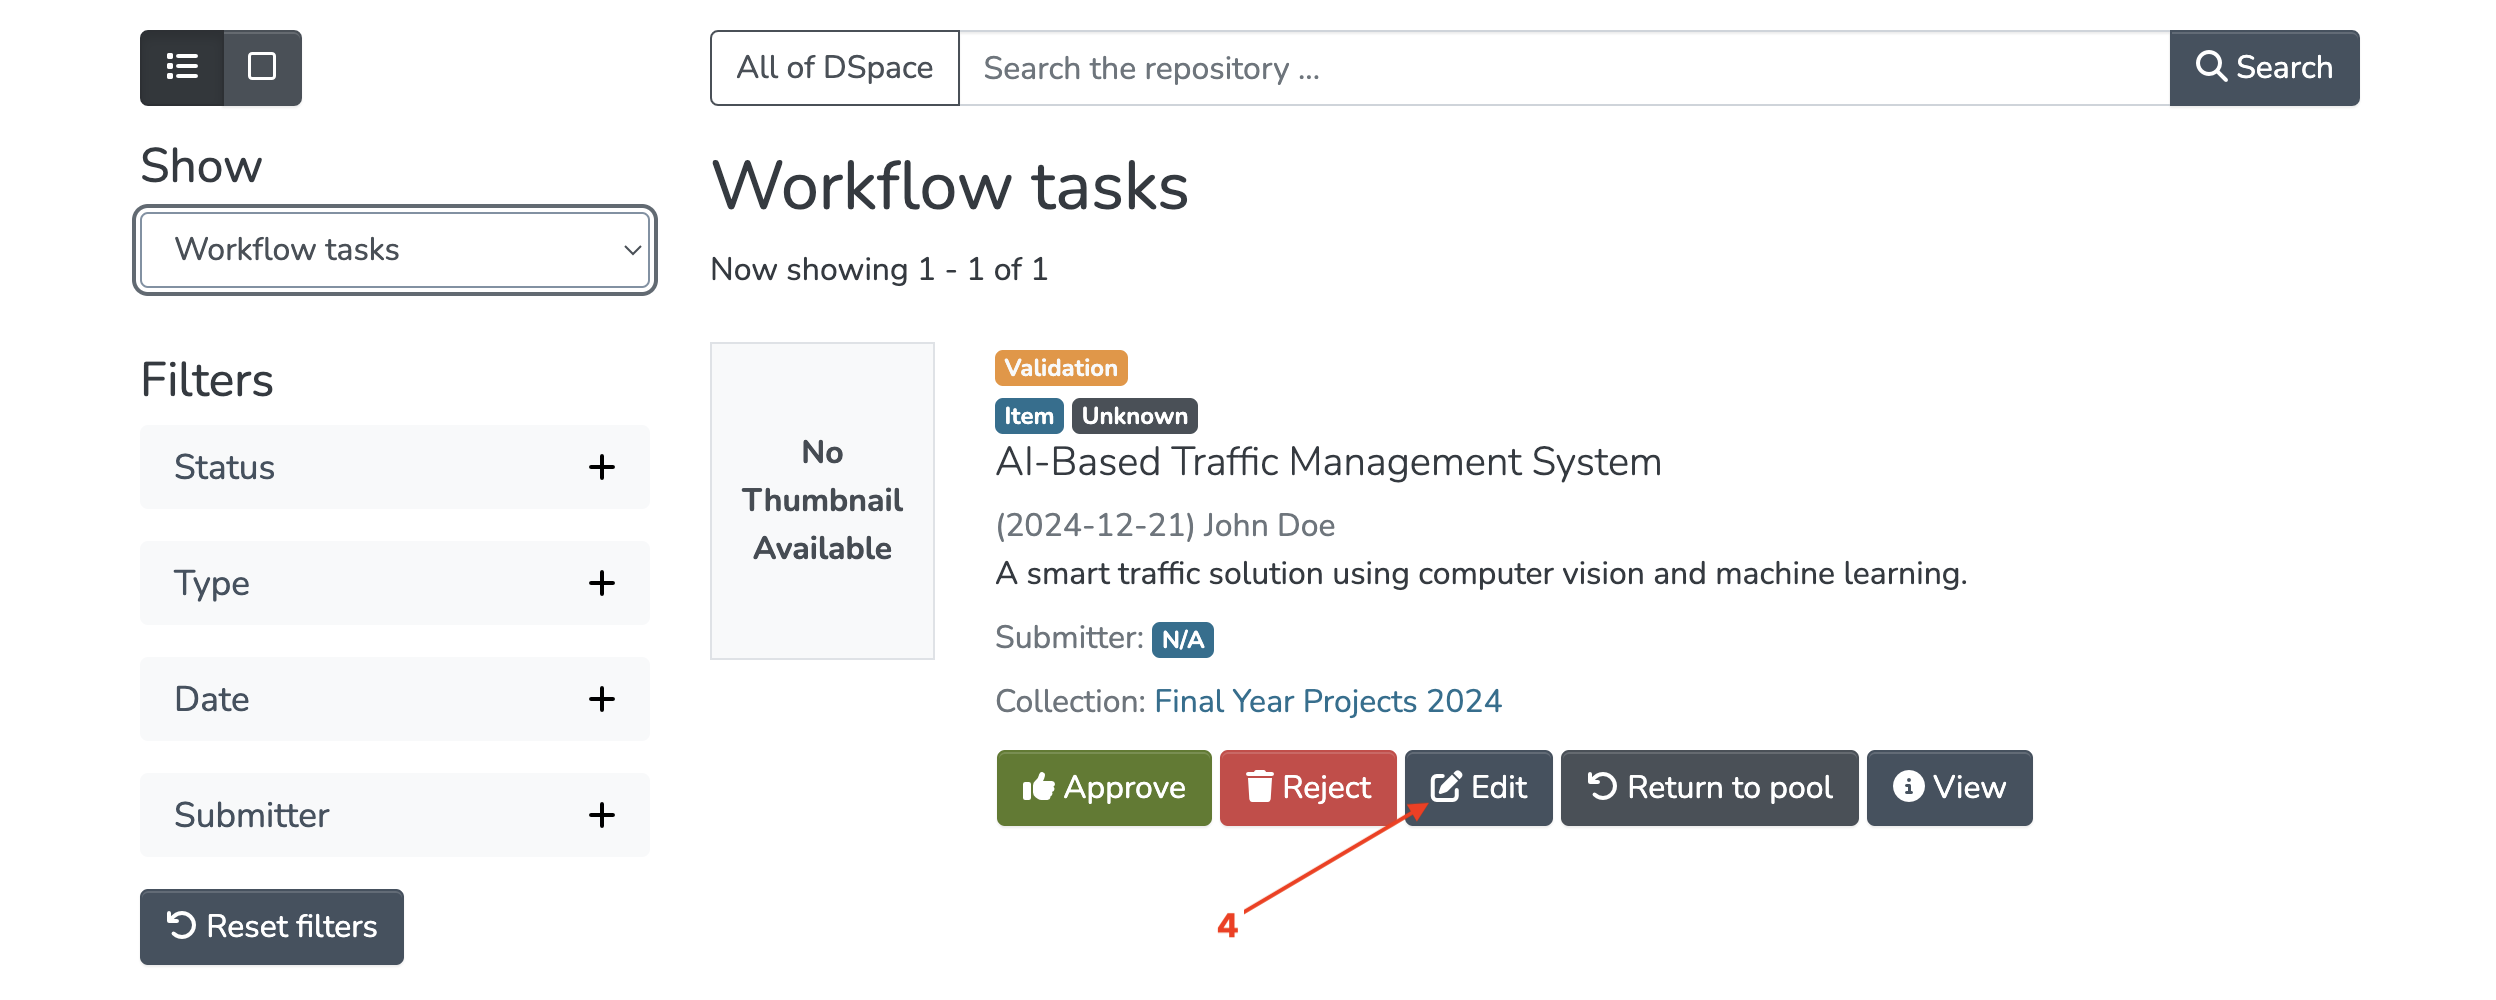 All of DSpace
Search the repository ...
Search
Show
Workflow tasks
Filters
Status
Type
Date
Submitter
Reset filters
Workflow tasks
Now showing 1 - 1 of 1
No
Thumbnail
Available
Validation
Item Unknown
AI-Based Traffic Management System
(2024-12-21) John Doe
A smart traffic solution using computer vision and machine learning.
Submitter: N/A
Collection: Final Year Projects 2024
Approve Reject Edit Return to pool View
4